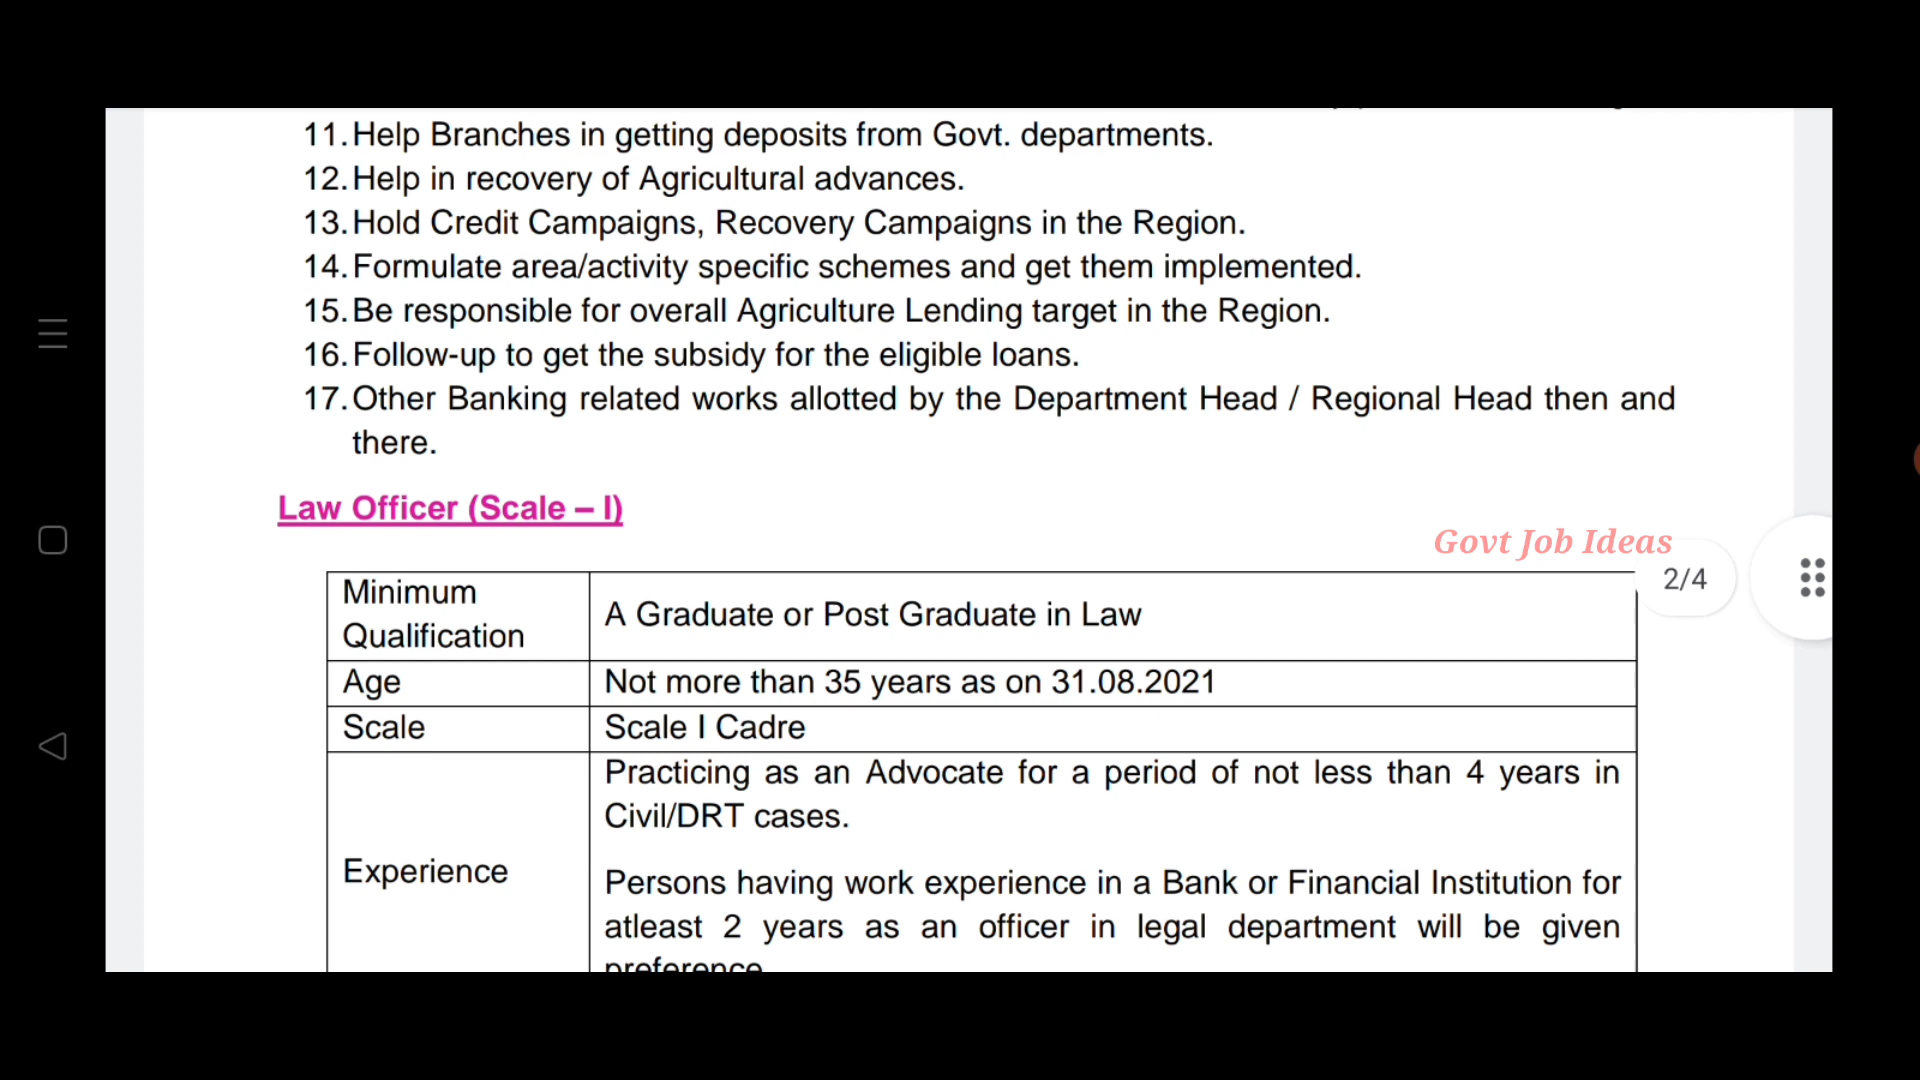 11.Help Branches in getting deposits from Govt. departments.
12.Help in recovery of Agricultural advances.
13.Hold Credit Campaigns, Recovery Campaigns in the Region.
14.Formulate area/activity specific schemes and get them implemented.
15.Be responsible for overall Agriculture Lending target in the Region.
16.Follow-up to get the subsidy for the eligible loans.
17.Other Banking related works allotted by the Department Head / Regional Head then and
there.
Law Officer (Scale – I)
Govt Job Ideas
2/4
Minimum
Qualification
A Graduate or Post Graduate in Law
Age
Not more than 35 years as on 31.08.2021
Scale
Scale I Cadre
Experience
Practicing as an Advocate for a period of not less than 4 years in
Civil/DRT cases.
Persons having work experience in a Bank or Financial Institution for
atleast 2 years as an officer in legal department will be given
preference